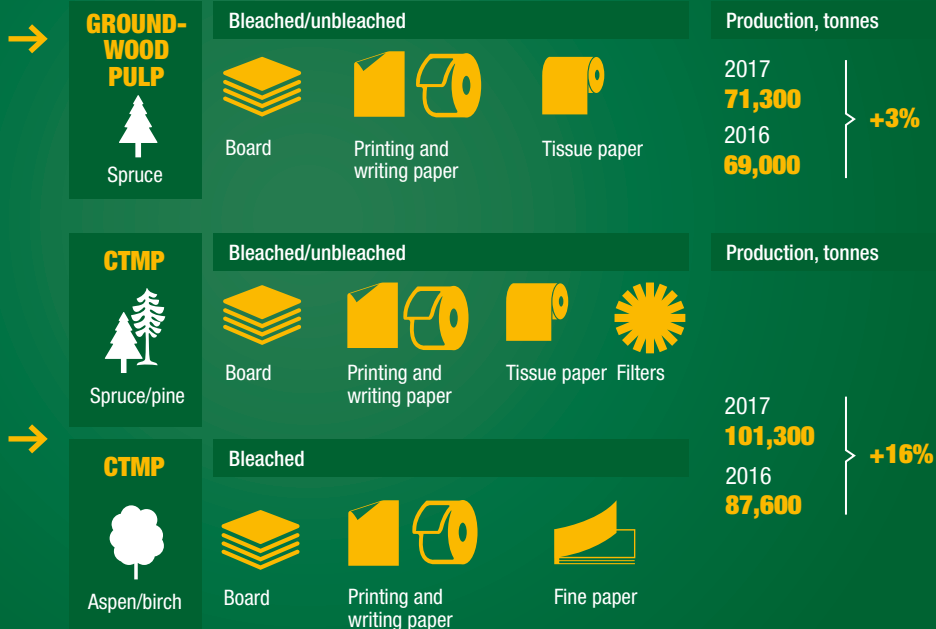 GROUND-
WOOD
PULP
Spruce
Bleached/unbleached
Board
Printing and
writing paper
Tissue paper
Production, tonnes
2017
71,300
2016
69,000
+3%
CTMP
Spruce/pine
Bleached/unbleached
Board
Printing and
writing paper
Tissue paper
Filters
Production, tonnes
2017
101,300
2016
87,600
+16%
CTMP
Aspen/birch
Bleached
Board
Printing and
writing paper
Fine paper